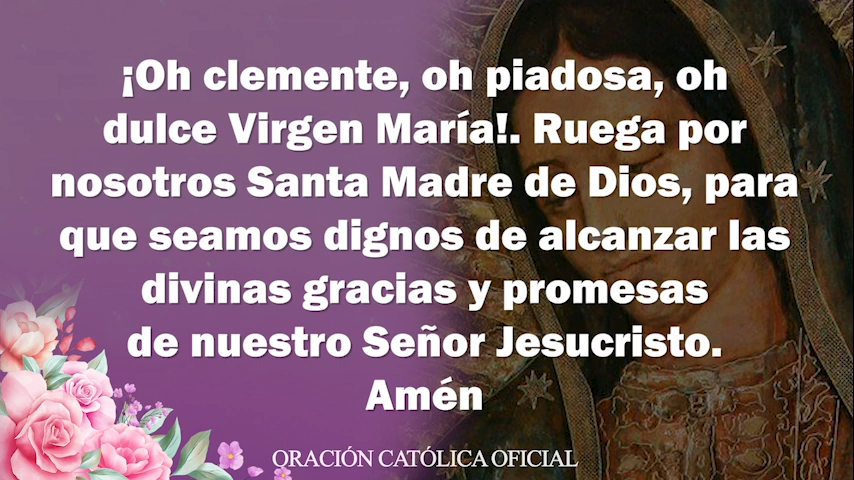 ¡Oh clemente, oh piadosa, oh
dulce Virgen María!. Ruega por
nosotros Santa Madre de Dios, para
que seamos dignos de alcanzar las
divinas gracias y promesas
de nuestro Señor Jesucristo.
Amén
ORACIÓN CATÓLICA OFICIAL